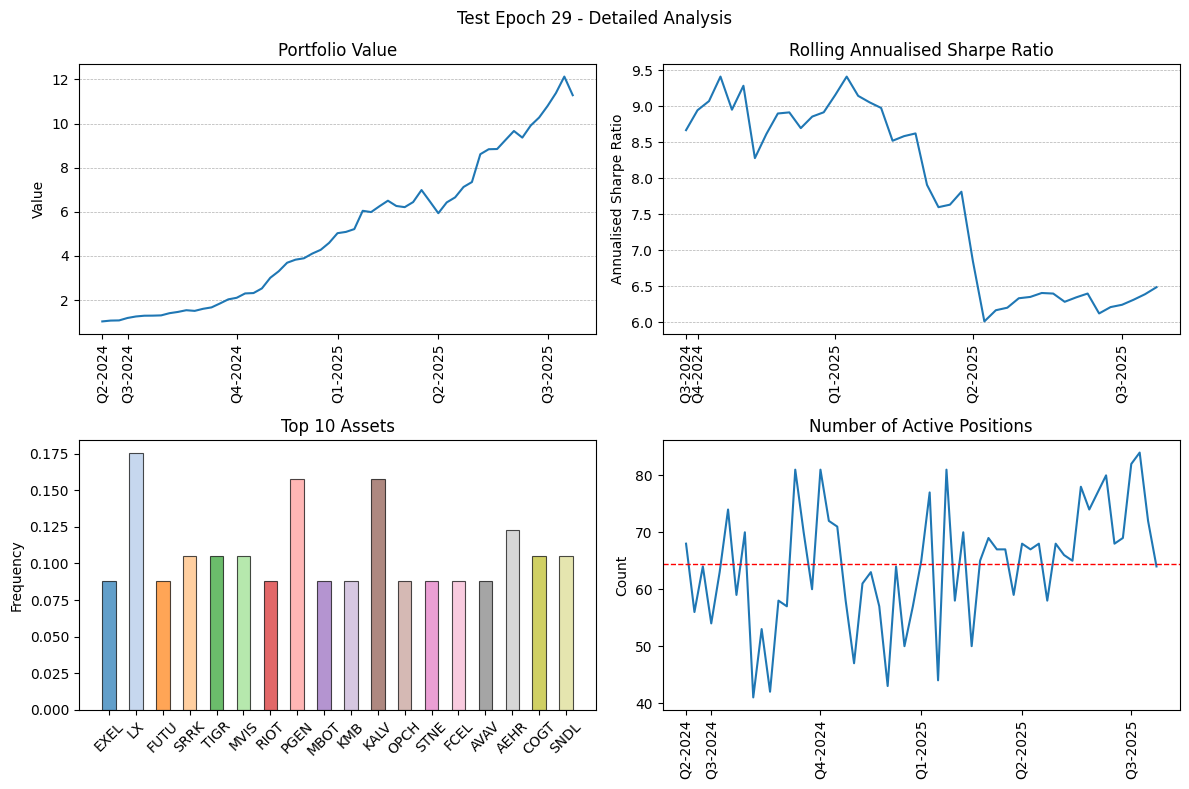 Test Epoch 29 - Detailed Analysis
Portfolio Value
Value
12
10
8
6
4
2
Q2-2024
Q3-2024
Q4-2024
Q1-2025
Q2-2025
Q3-2025
Rolling Annualised Sharpe Ratio
Annualised Sharpe Ratio
9.5
9.0
8.5
8.0
7.5
7.0
6.5
6.0
Q3-2024
Q4-2024
Q1-2025
Q2-2025
Q3-2025
Top 10 Assets
Frequency
0.175
0.150
0.125
0.100
0.075
0.050
0.025
0.000
EXEL
LX
FUTU
SRRK
TIGR
MVIS
RIOT
PGEN
MBOT
KMB
KALV
OPCH
STNE
FCEL
AVAV
AEHR
COGT
SNDL
Number of Active Positions
Count
80
70
60
50
40
Q2-2024
Q3-2024
Q4-2024
Q1-2025
Q2-2025
Q3-2025